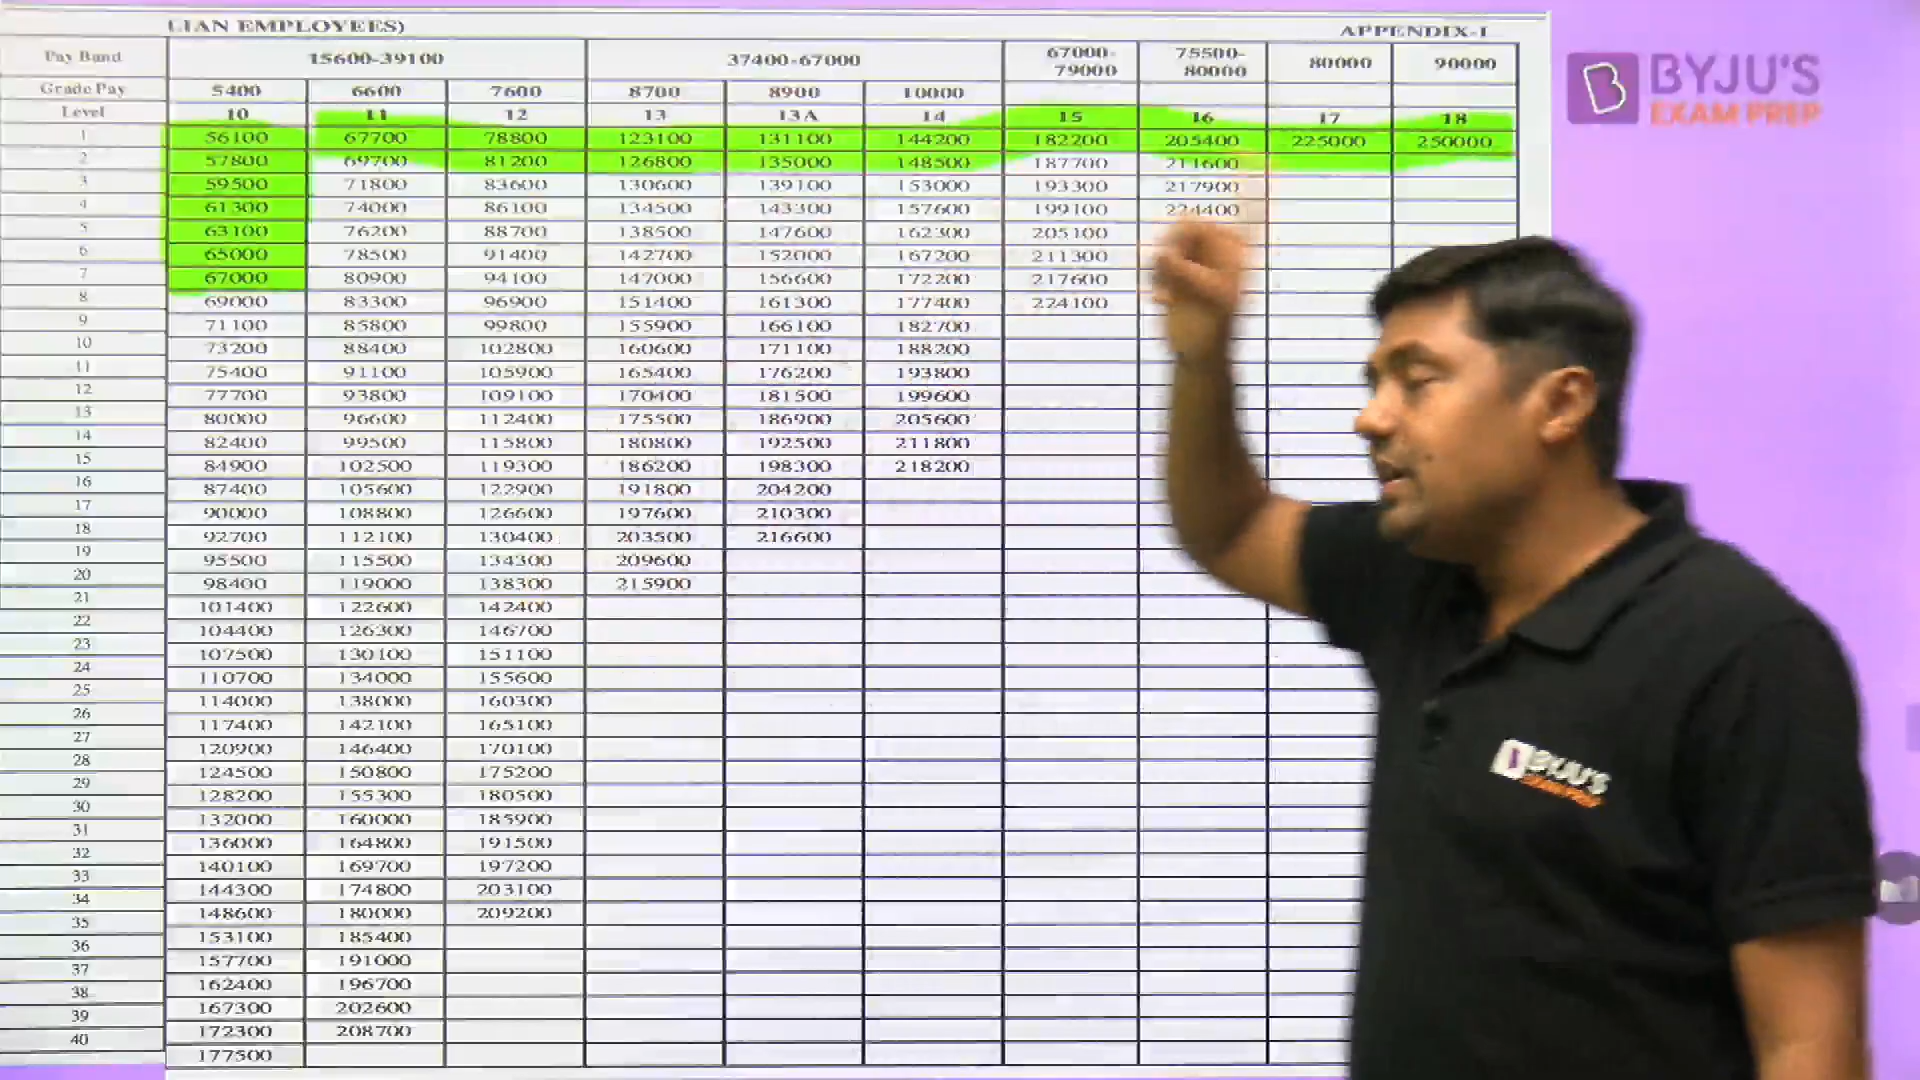 LIAN EMPLOYEES) APPENDIX-I
Pay Band 15600-39100 37400-67000 67000-79000 75500-80000 80000 90000
Grade Pay 5400 6600 7600 8700 8900 10000
Level 10 11 12 13 13A 14 15 16 17 18
1 56100 67700 78800 123100 131100 144200 182200 205400 225000 250000
2 57800 69700 81200 126800 135000 148500 187700 211600
3 59500 71800 83600 130600 139100 153000 193300 217900
4 61300 74000 86100 134500 143300 157600 199100 224400
5 63100 76200 88700 138500 147600 162300 205100
6 65000 78500 91400 142700 152000 167200 211300
7 67000 80900 94100 147000 156600 172200 217600
8 69000 83300 96900 151400 161300 177400 224100
9 71100 85800 99800 155900 166100 182700
10 73200 88400 102800 160600 171100 188200
11 75400 91100 105900 165400 176200 193800
12 77700 93800 109100 170400 181500 199600
13 80000 96600 112400 175500 186900 205600
14 82400 99500 115800 180800 192500 211800
15 84900 102500 119300 186200 198300 218200
16 87400 105600 122900 191800 204200
17 90000 108800 126600 197600 210300
18 92700 112100 130400 203500 216600
19 95500 115500 134300 209600
20 98400 119000 138300 215900
21 101400 122600 142400
22 104400 126300 146700
23 107500 130100 151100
24 110700 134000 155600
25 114000 138000 160300
26 117400 142100 165100
27 120900 146400 170100
28 124500 150800 175200
29 128200 155300 180500
30 132000 160000 185900
31 136000 164800 191500
32 140100 169700 197200
33 144300 174800 203100
34 148600 180000 209200
35 153100 185400
36 157700 191000
37 162400 196700
38 167300 202600
39 172300 208700
40 177500
BYJU'S
EXAM PREP
BYJU'S
EXAM PREP